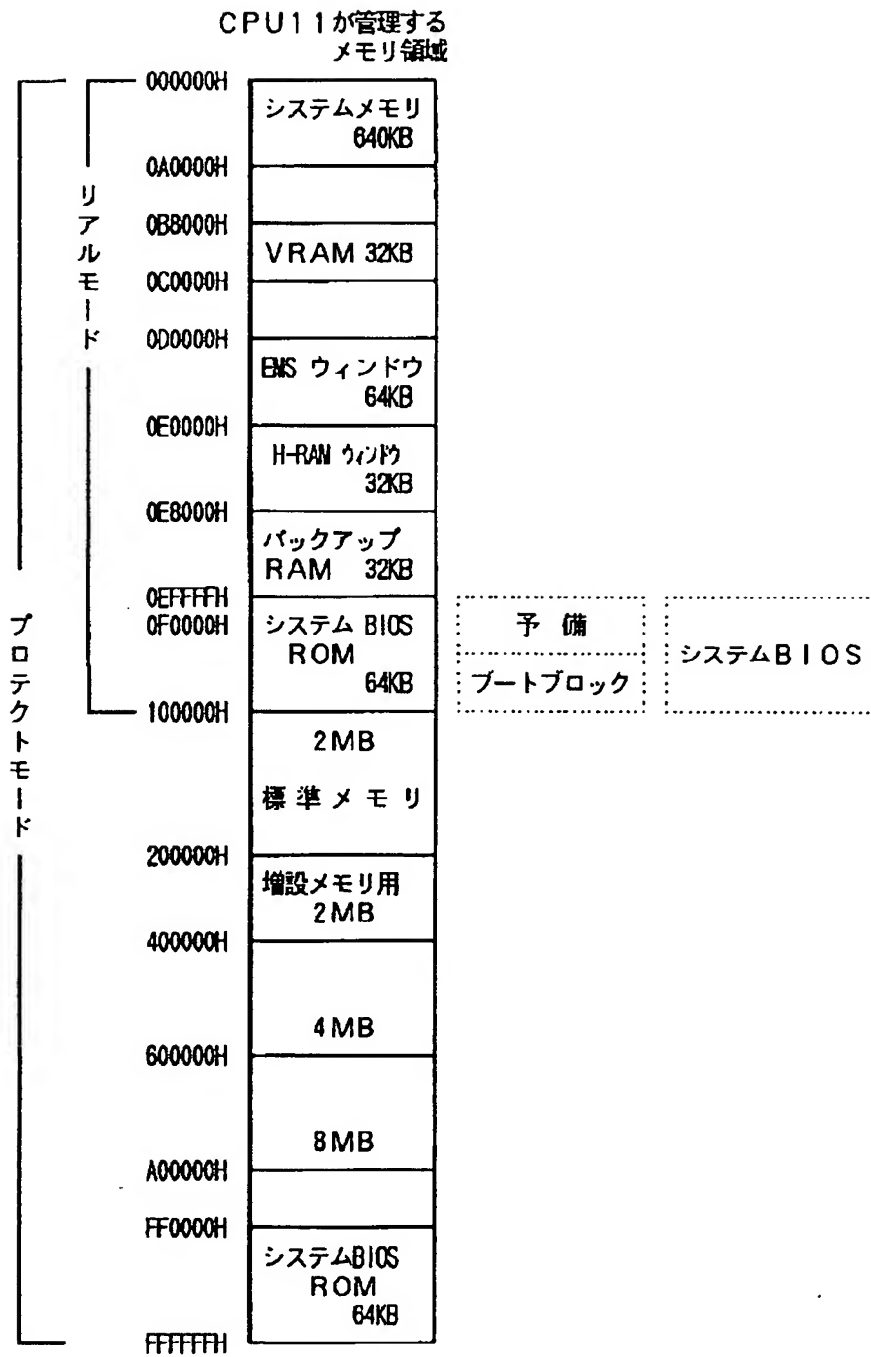 CPU11が管理する
メモリ領域
000000H
システムメモリ
640KB
0A0000H
0B8000H
VRAM 32KB
0C0000H
0D0000H
EMS ウィンドウ
64KB
0E0000H
H-RAM ウィンドウ
32KB
0E8000H
バックアップ
RAM 32KB
0EFFFFH
0F0000H
システム BIOS
ROM
64KB
100000H
2MB
標準メモリ
200000H
増設メモリ用
2MB
400000H
4MB
600000H
8MB
A00000H
FF0000H
システムBIOS
ROM
64KB
FFFFFFH
リアルモード
プロテクトモード
予備
ブートブロック
システムBIOS